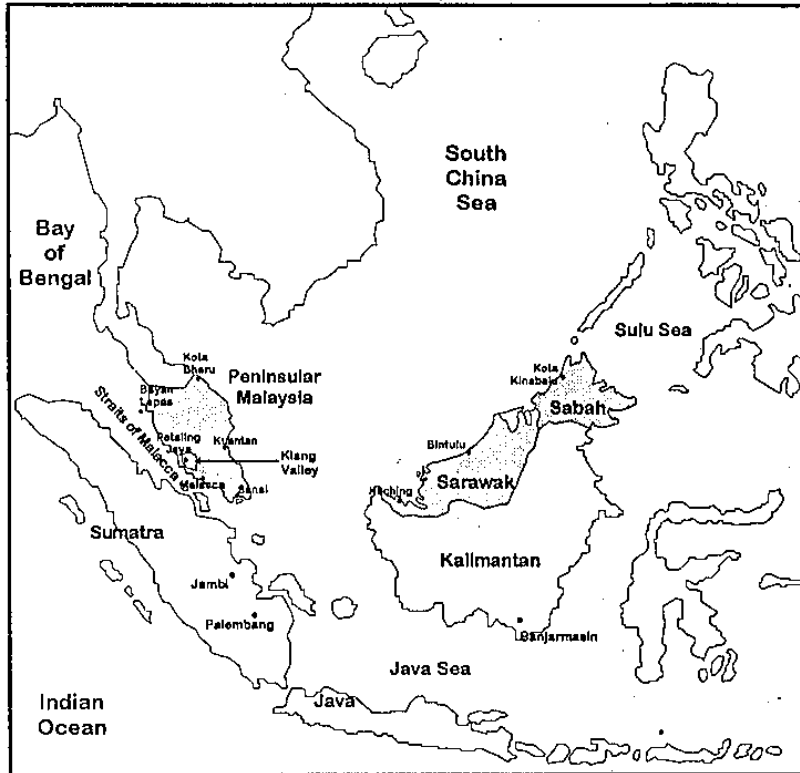 South
China
Sea
Bay
of
Bengal
Sulu Sea
Kota
Bharu
Peninsular
Malaysia
Kota
Kinabalu
Bayan
Lepas
Sabah
Straits of Malacca
Petaling
Jaya
Kuantan
Klang
Valley
Bintulu
Malacca
Sarawak
Kuching
Sumatra
Kalimantan
Jambi
Palembang
Banjarmasin
Java Sea
Indian
Ocean
Java